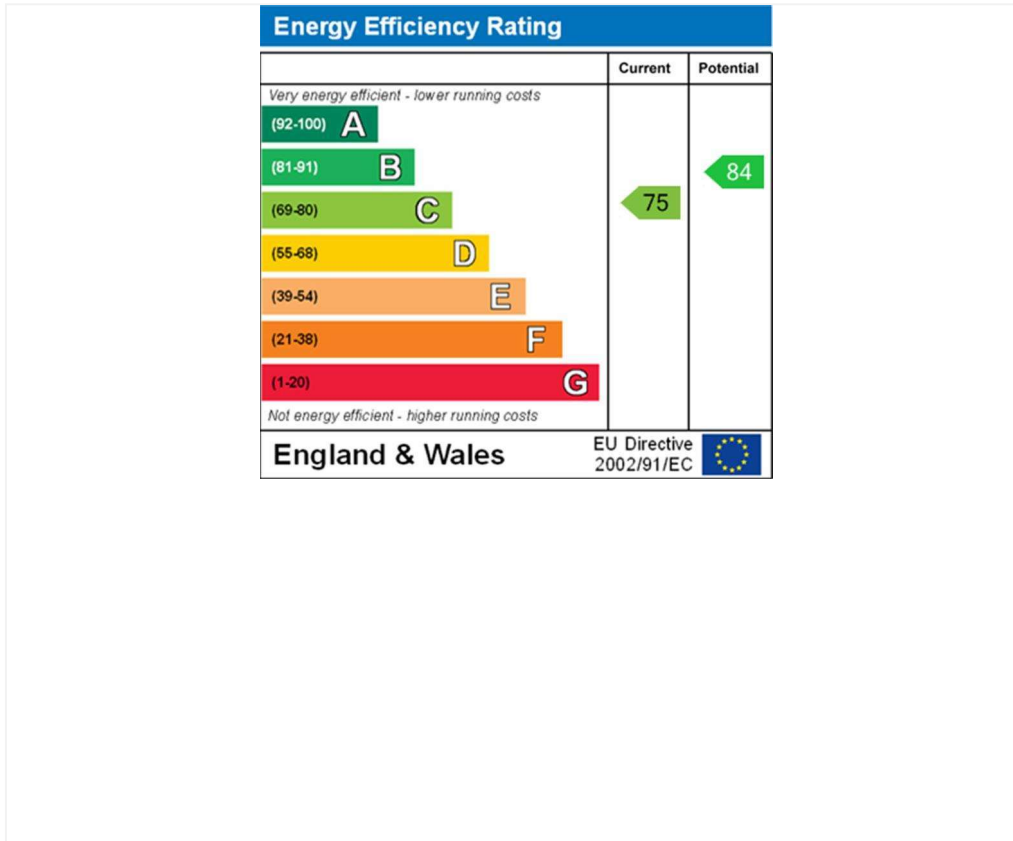 Energy Efficiency Rating
Current Potential
Very energy efficient - lower running costs
(92-100) A
(81-91) B
84
(69-80) C
75
(55-68) D
(39-54) E
(21-38) F
(1-20) G
Not energy efficient - higher running costs
England & Wales
EU Directive
2002/91/EC